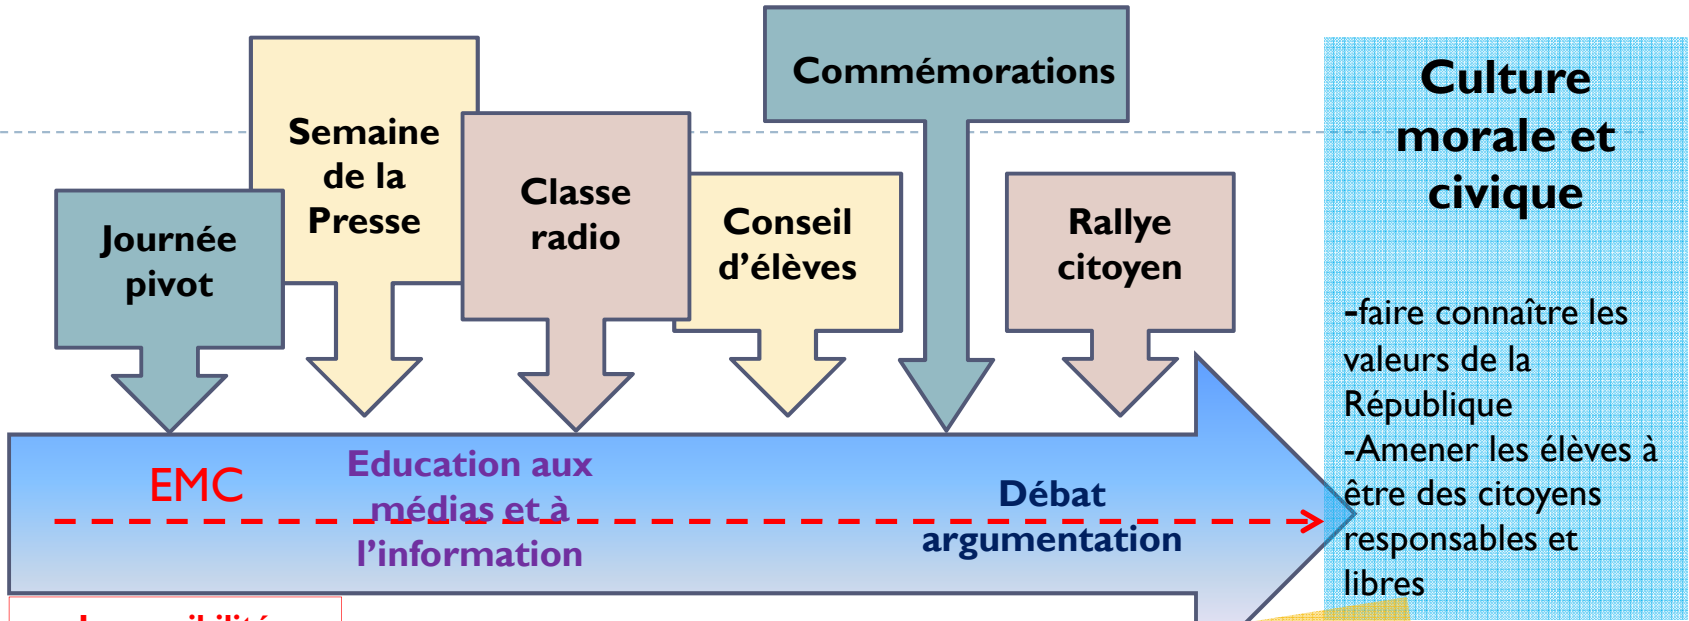 Commémorations
Semaine
de la
Presse
Classe
radio
Journée
pivot
Conseil
d’élèves
Rallye
citoyen
EMC
Education aux
médias et à
l’information
Débat
argumentation
Culture
morale et
civique
-faire connaître les
valeurs de la
République
-Amener les élèves à
être des citoyens
responsables et
libres